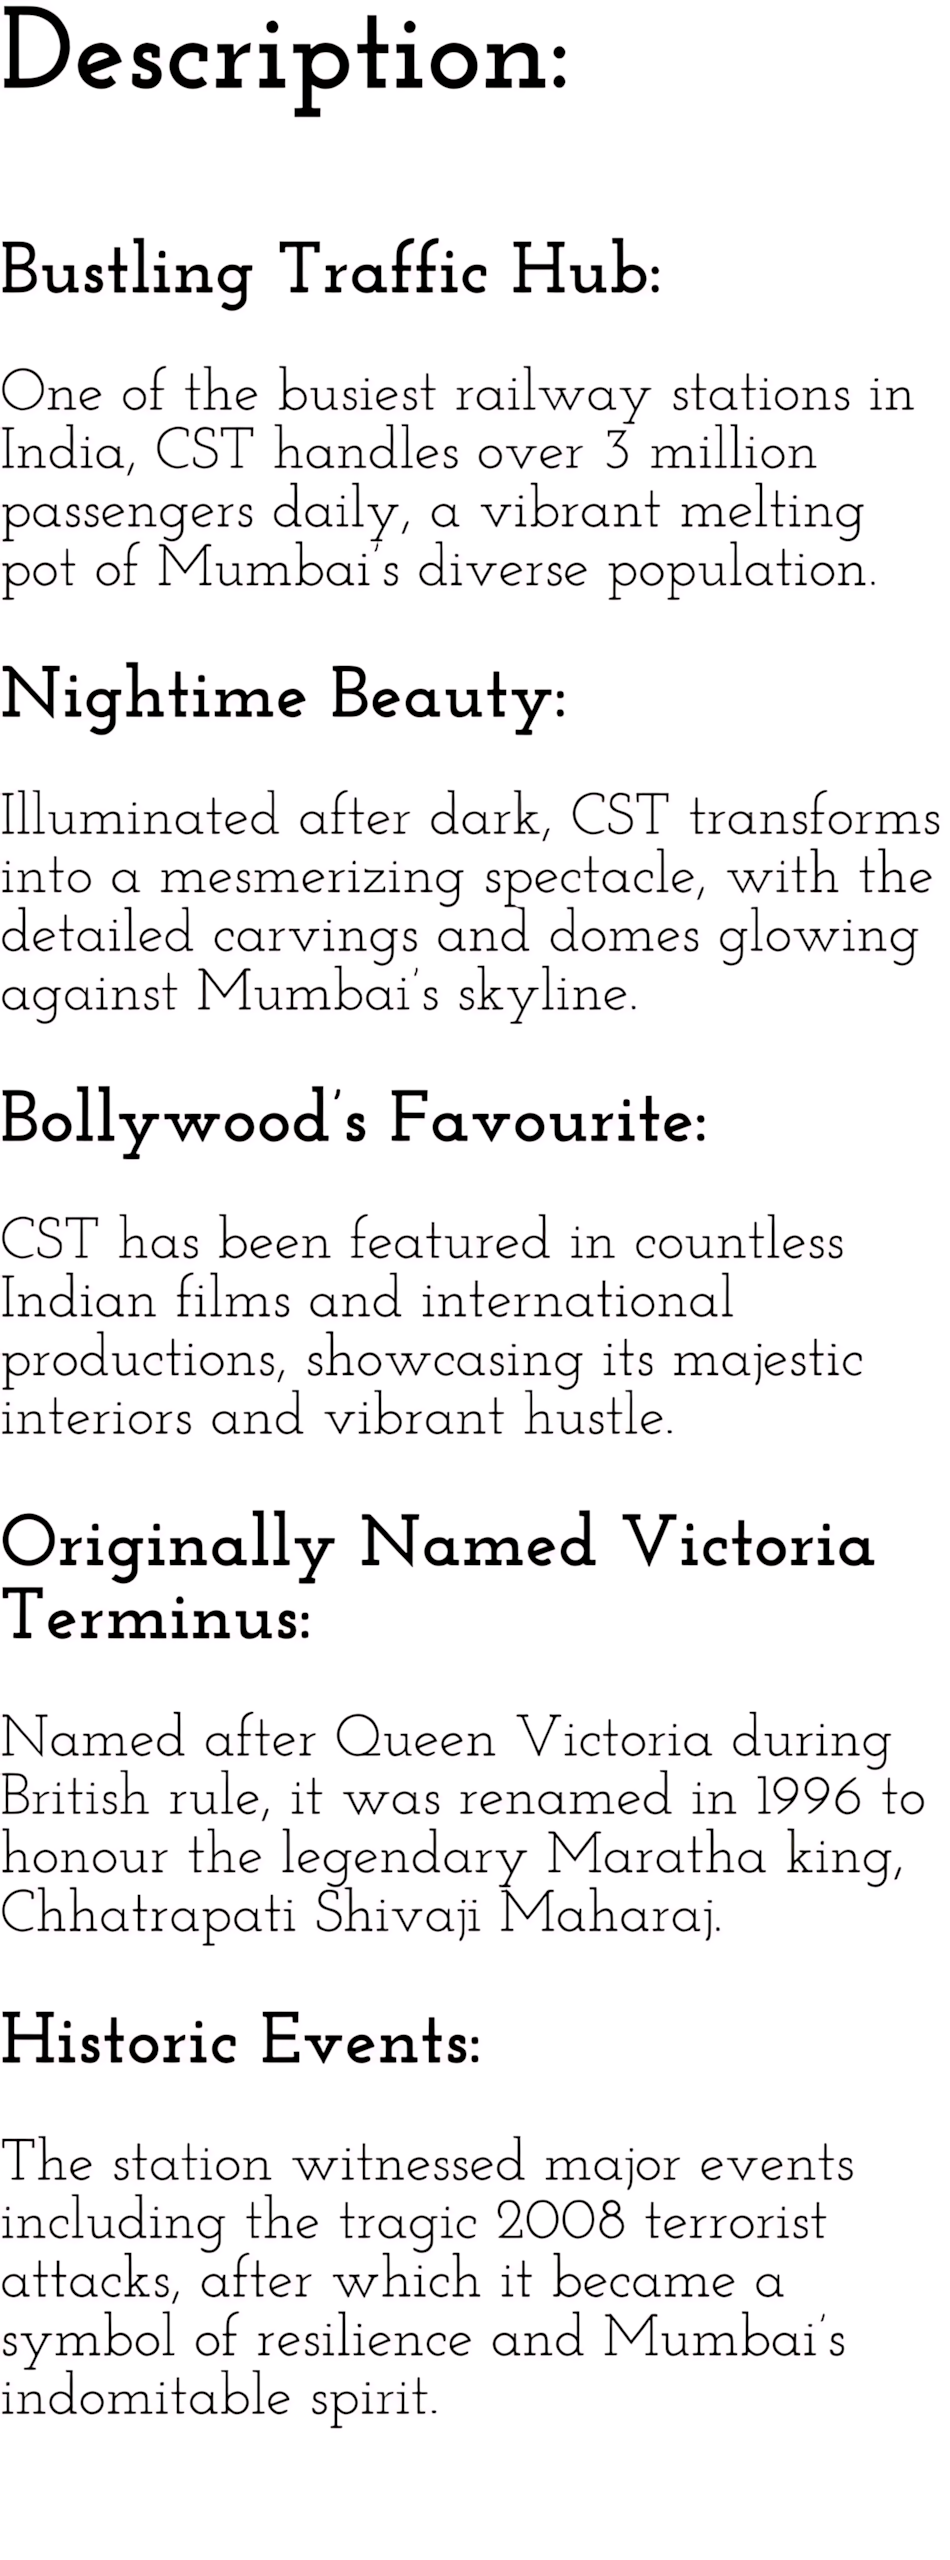 Description:
Bustling Traffic Hub:
One of the busiest railway stations in
India, CST handles over 3 million
passengers daily, a vibrant melting
pot of Mumbai's diverse population.
Nightime Beauty:
Illuminated after dark, CST transforms
into a mesmerizing spectacle, with the
detailed carvings and domes glowing
against Mumbai's skyline.
Bollywood's Favourite:
CST has been featured in countless
Indian films and international
productions, showcasing its majestic
interiors and vibrant hustle.
Originally Named Victoria
Terminus:
Named after Queen Victoria during
British rule, it was renamed in 1996 to
honour the legendary Maratha king,
Chhatrapati Shivaji Maharaj.
Historic Events:
The station witnessed major events
including the tragic 2008 terrorist
attacks, after which it became a
symbol of resilience and Mumbai's
indomitable spirit.